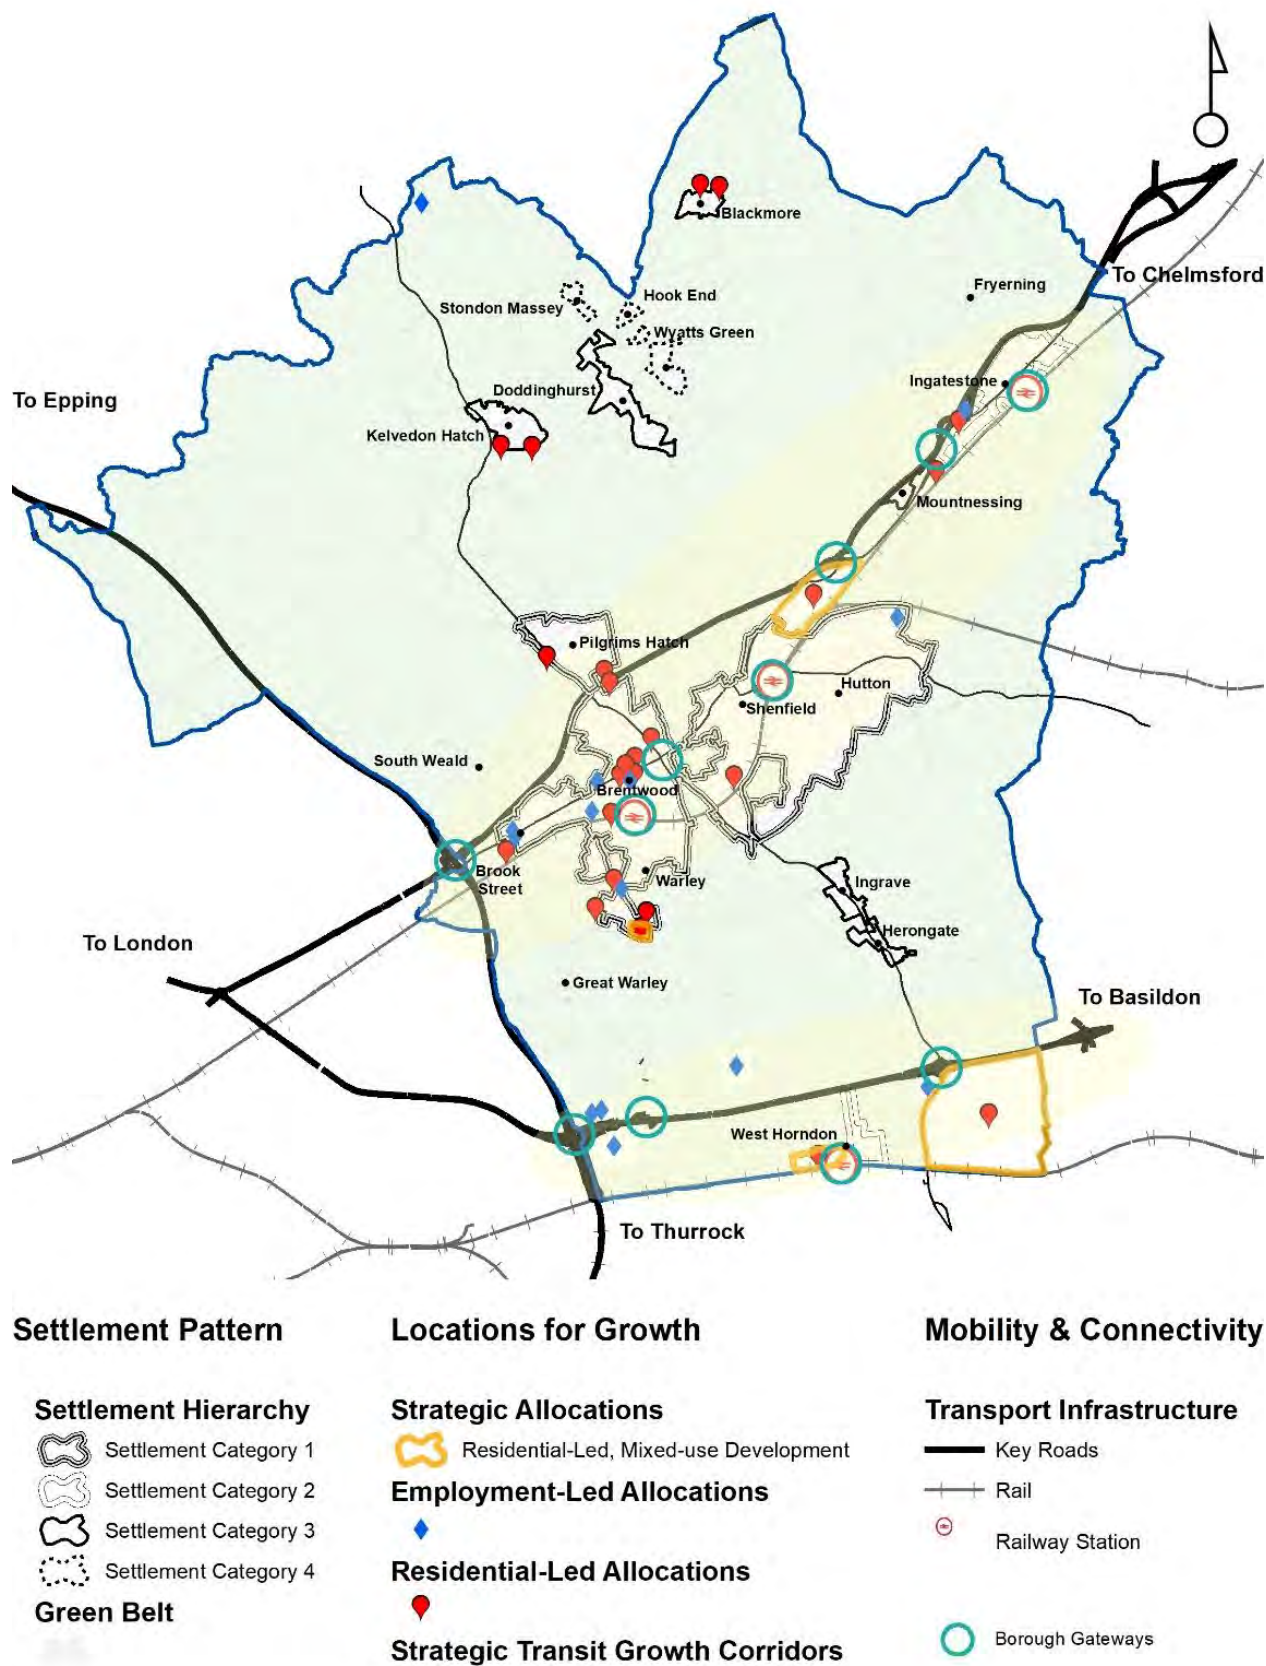 Blackmore
To Chelmsford
Fryerning
Hook End
Stondon Massey
Wyatts Green
Ingatestone
Doddinghurst
To Epping
Kelvedon Hatch
Mountnessing
Pilgrims Hatch
Hutton
Shenfield
South Weald
Brentwood
Brook
Street
Warley
Ingrave
Herongate
To London
Great Warley
To Basildon
West Horndon
To Thurrock
Settlement Pattern
Settlement Hierarchy
Settlement Category 1
Settlement Category 2
Settlement Category 3
Settlement Category 4
Green Belt
Locations for Growth
Strategic Allocations
Residential-Led, Mixed-use Development
Employment-Led Allocations
Residential-Led Allocations
Strategic Transit Growth Corridors
Mobility & Connectivity
Transport Infrastructure
Key Roads
Rail
Railway Station
Borough Gateways